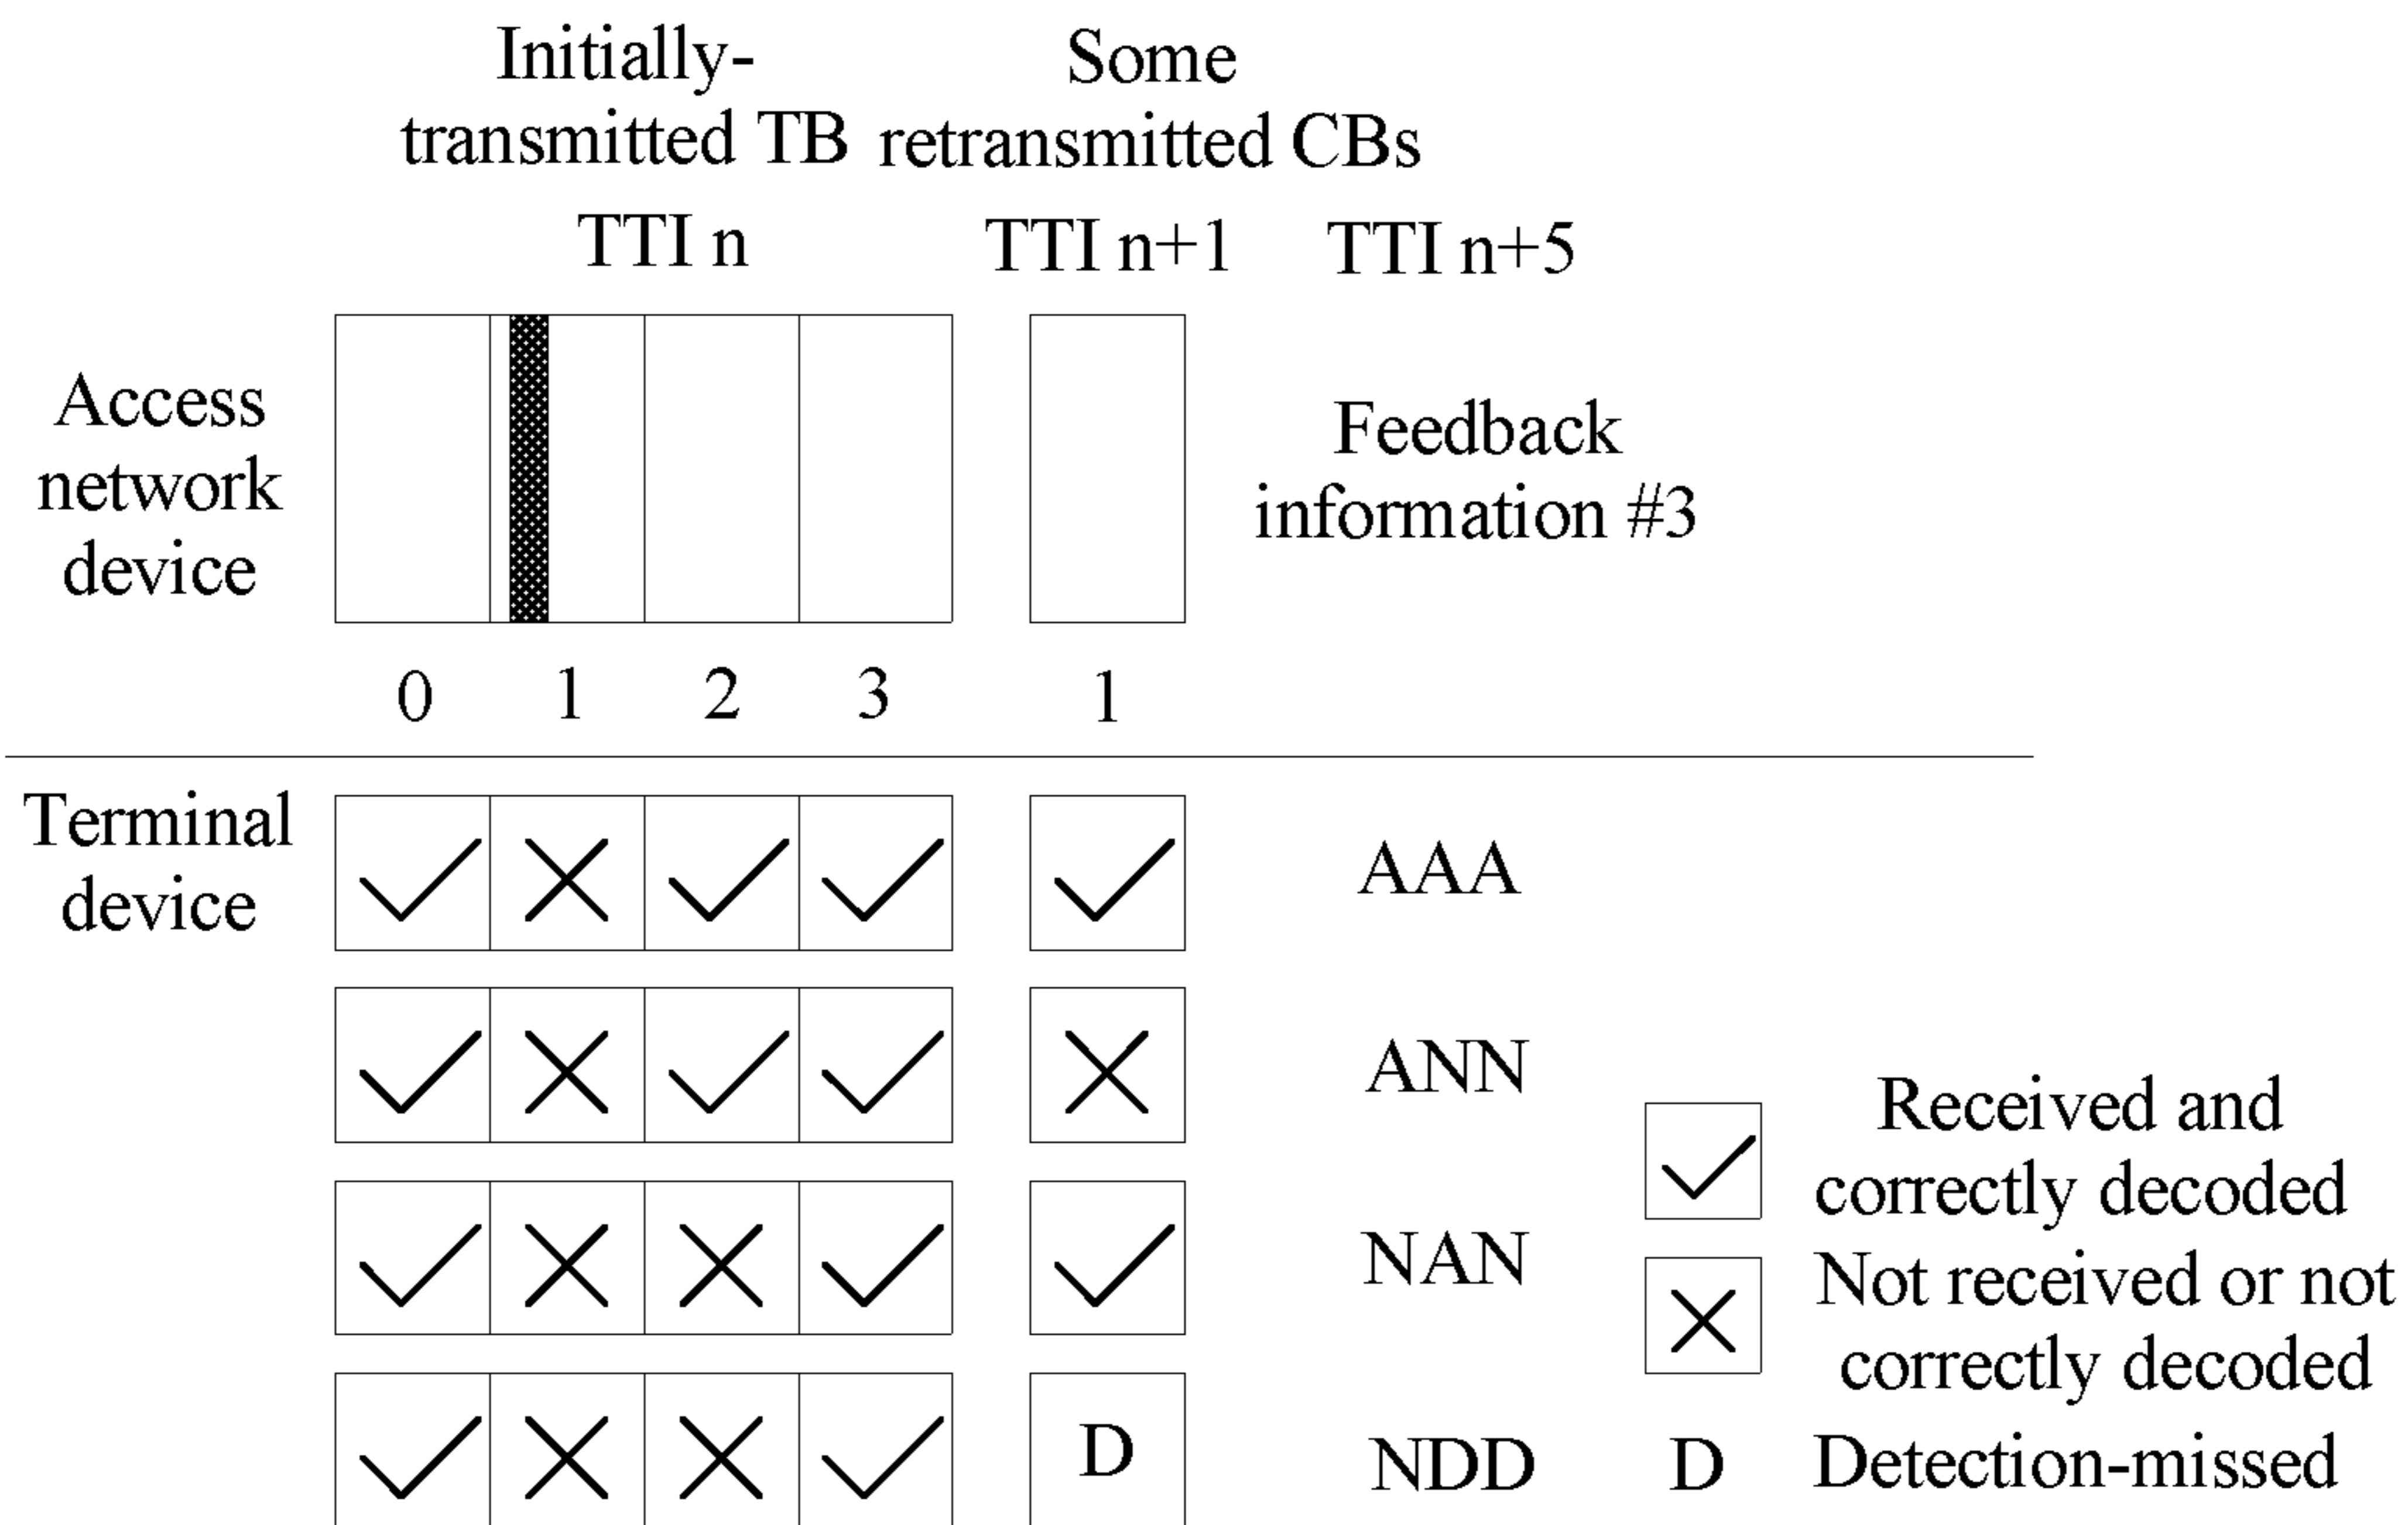 Initially-
transmitted TB
Some
retransmitted CBs
TTI n
TTI n+1
TTI n+5
Access
network
device
Feedback
information #3
0 1 2 3 1
Terminal
device
AAA
ANN
NAN
D
NDD
Received and
correctly decoded
Not received or not
correctly decoded
D Detection-missed